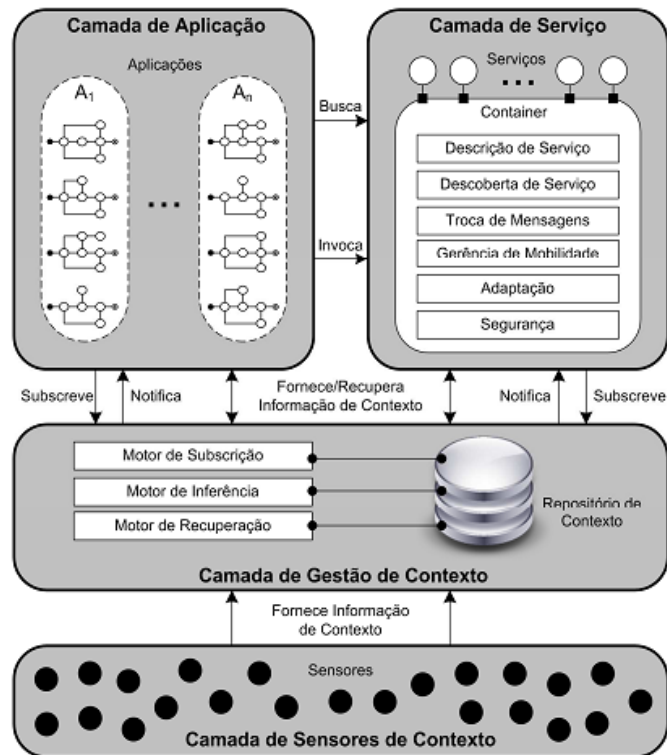 Camada de Aplicação
Aplicações
A1
An
...
Busca
Invoca
Camada de Serviço
Serviços
...
Container
Descrição de Serviço
Descoberta de Serviço
Troca de Mensagens
Gerência de Mobilidade
Adaptação
Segurança
Subscreve
Notifica
Fornece/Recupera
Informação de Contexto
Notifica
Subscreve
Motor de Subscrição
Motor de Inferência
Motor de Recuperação
Repositório de
Contexto
Camada de Gestão de Contexto
Fornece Informação
de Contexto
Sensores
Camada de Sensores de Contexto